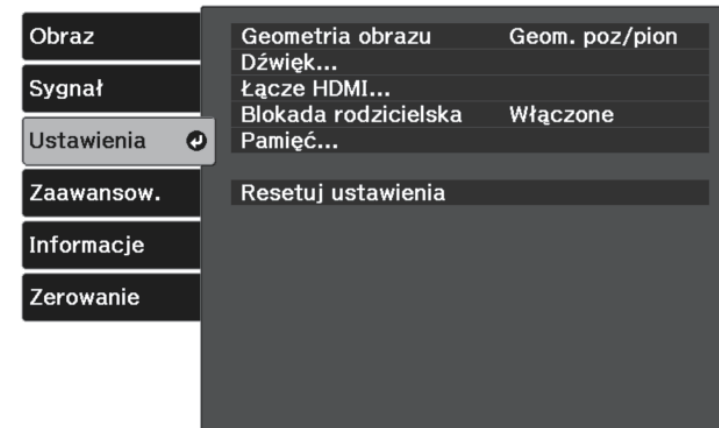 Obraz
Sygnał
Ustawienia
Zaawansow.
Informacje
Zerowanie
Geometria obrazu Geom. poz/pion
Dźwięk...
Łącze HDMI...
Blokada rodzicielska Włączone
Pamięć...
Resetuj ustawienia